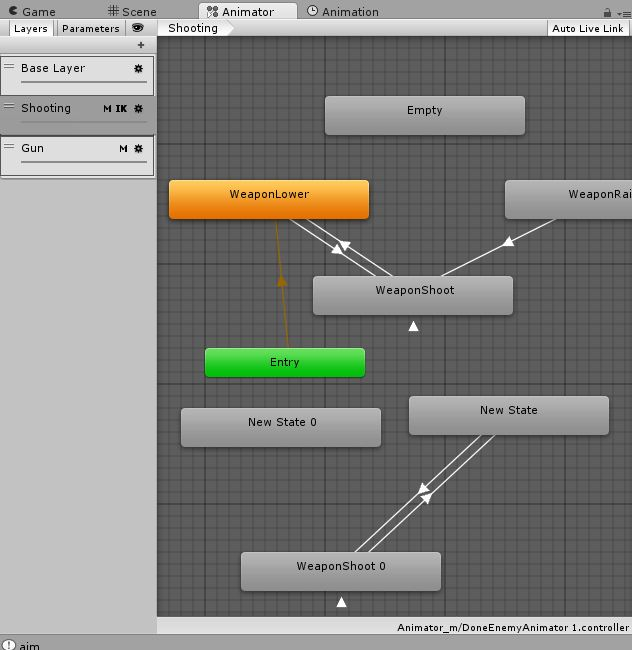 Game
Scene
Animator
Animation
Layers
Parameters
Shooting
Auto Live Link
+
Base Layer
Shooting
M IK
Gun
M
Empty
WeaponLower
WeaponRai
WeaponShoot
Entry
New State 0
New State
WeaponShoot 0
Animator_m/DoneEnemyAnimator 1.controller
aim